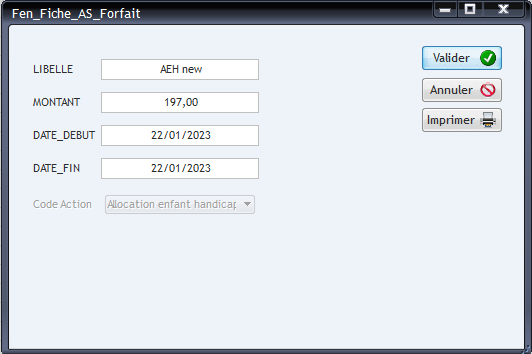 Fen_Fiche_AS_Forfait
LIBELLE AEH new
MONTANT 197,00
DATE_DEBUT 22/01/2023
DATE_FIN 22/01/2023
Code Action Allocation enfant handicap
Valider
Annuler
Imprimer